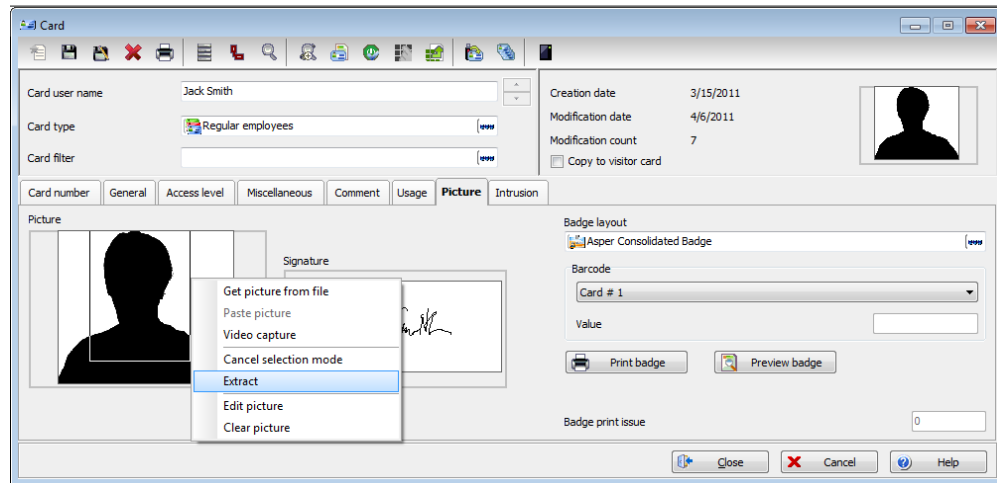 Card
Card user name
Jack Smith
Card type
Regular employees
Card filter
Creation date 3/15/2011
Modification date 4/6/2011
Modification count 7
Copy to visitor card
Card number General Access level Miscellaneous Comment Usage Picture Intrusion
Picture
Signature
Get picture from file
Paste picture
Video capture
Cancel selection mode
Extract
Edit picture
Clear picture
Badge layout
Asper Consolidated Badge
Barcode
Card # 1
Value
Print badge Preview badge
Badge print issue 0
Close Cancel Help